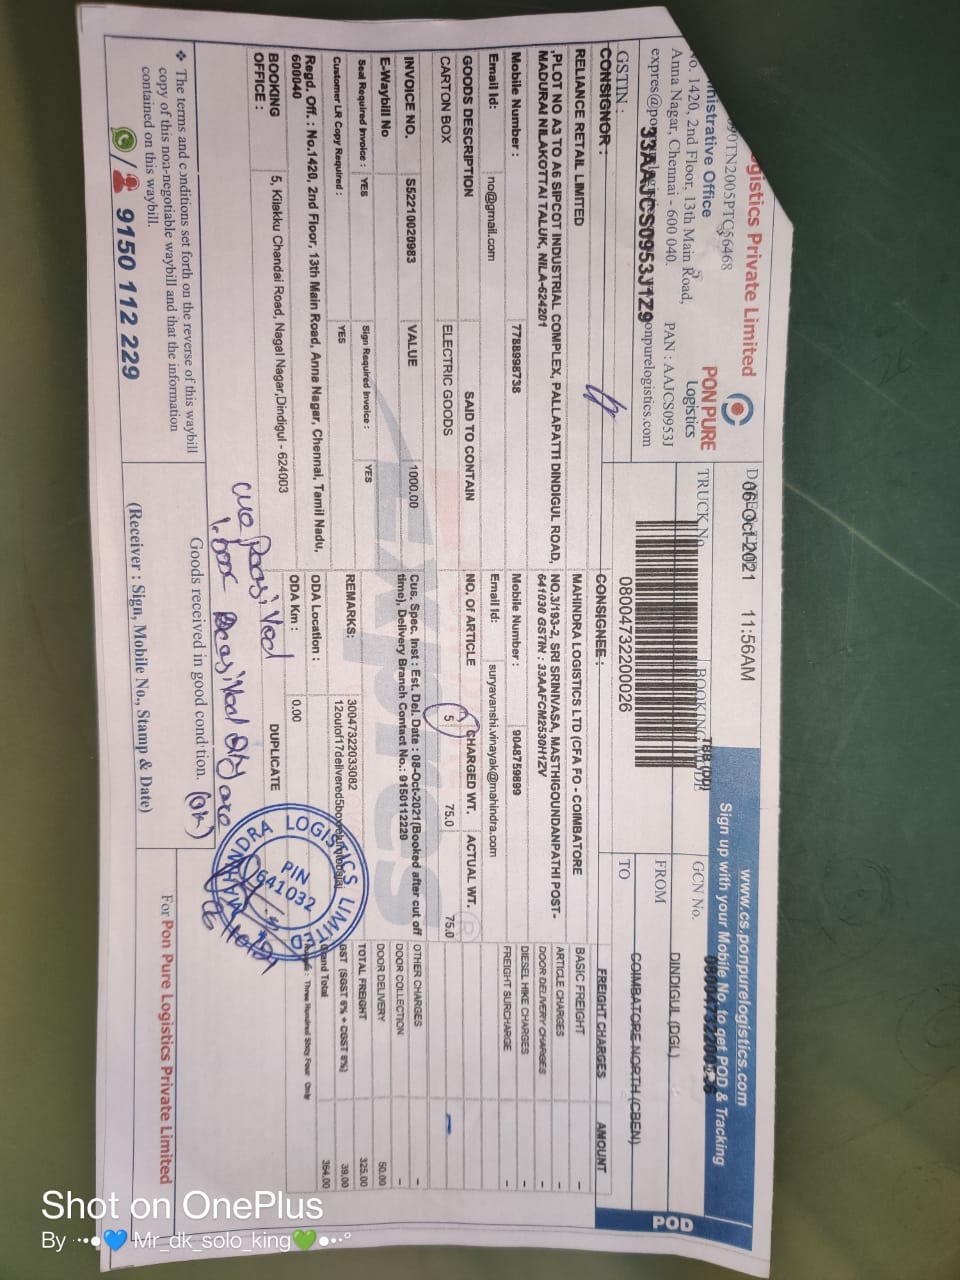 gistics Private Limited
090TN2005PTC56468
nistrative Office
No. 1420, 2nd Floor, 13th Main Road,
Anna Nagar, Chennai - 600 040.
PAN : AAJCS0953J
PON PURE
Logistics
GSTIN :
33AAJCS0953J1Z9
06-Oct-2021 11:56AM
TRUCK No.
BOOKING MODE
TBB (DD)
08004732200026
www.cs.ponpurelogistics.com
Sign up with your Mobile No. to get POD & Tracking
GCN No.
FROM
DINDIGUL (DGL)
TO
COIMBATORE NORTH (CBEN)
POD
CONSIGNOR :
RELIANCE RETAIL LIMITED
,PLOT NO A3 TO A6 SIPCOT INDUSTRIAL COMPLEX, PALLAPATTI DINDIGUL ROAD,
MADURAI NILAKOTTAI TALUK, NILA-624201
Mobile Number : 7788998738
Email Id: no@gmail.com
CONSIGNEE :
MAHINDRA LOGISTICS LTD (CFA FO - COIMBATORE
NO.3/193-2, SRI SRINIVASA, MASTHIGOUNDANPATHI POST-
641030 GSTIN : 33AAFCM2530H1ZV
Mobile Number : 9048759899
Email Id: suryavanshi.vinayak@mahindra.com
GOODS DESCRIPTION SAID TO CONTAIN NO. OF ARTICLE CHARGED WT. ACTUAL WT.
CARTON BOX ELECTRIC GOODS 5 75.0 75.0
INVOICE NO. S52210020983 VALUE 1000.00
E-Waybill No
Seal Required Invoice : YES Sign Required Invoice : YES
Customer LR Copy Required : YES
Cus. Spec. Inst : Est. Del. Date : 08-Oct-2021(Booked after cut off
time), Delivery Branch Contact No.: 9150112229
REMARKS: 30047322033082
Regd. Off. : No.1420, 2nd Floor, 13th Main Road, Anna Nagar, Chennai, Tamil Nadu,
600040
ODA Location :
ODA Km : 0.00
BOOKING
OFFICE :
5, Kilakku Chandai Road, Nagal Nagar,Dindigul - 624003
DUPLICATE
FREIGHT CHARGES AMOUNT
BASIC FREIGHT -
ARTICLE CHARGES -
DOOR DELIVERY CHARGES -
DIESEL HIKE CHARGES -
FREIGHT SURCHARGE -
OTHER CHARGES -
DOOR COLLECTION -
DOOR DELIVERY 50.00
TOTAL FREIGHT 325.00
GST (SGST 6% + CGST 6%) 39.00
Grand Total 364.00
Three Hundred Sixty Four Only
❖ The terms and conditions set forth on the reverse of this waybill
copy of this non-negotiable waybill and that the information
contained on this waybill.
9150 112 229
Goods received in good condition.
(Receiver : Sign, Mobile No., Stamp & Date)
For Pon Pure Logistics Private Limited
LOGISTICS LIMITED
PIN
641032
Shot on OnePlus
By Mr_dk_solo_king